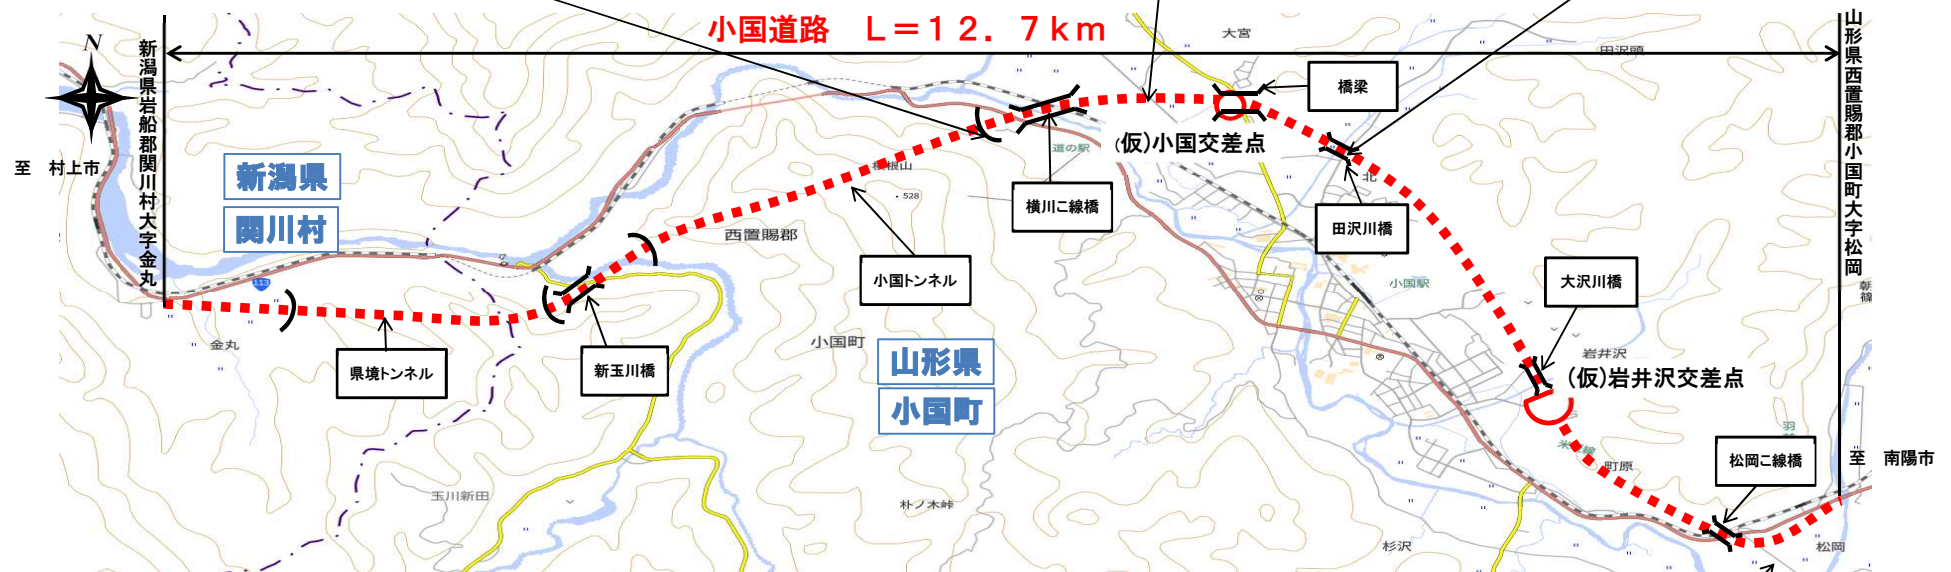 小国道路　L=12.7km
N
新潟県岩船郡関川村大字金丸
山形県西置賜郡小国町大字松岡
大宮
田沢頭
橋梁
(仮)小国交差点
道の駅
至 村上市
新潟県
関川村
横根山
528
北
横川こ線橋
田沢川橋
西置賜郡
小国トンネル
小国駅
大沢川橋
113
金丸
小国町
県境トンネル
新玉川橋
山形県
小国町
岩井沢
(仮)岩井沢交差点
町原
松岡こ線橋
至 南陽市
玉川新田
朴ノ木峠
杉沢
松岡